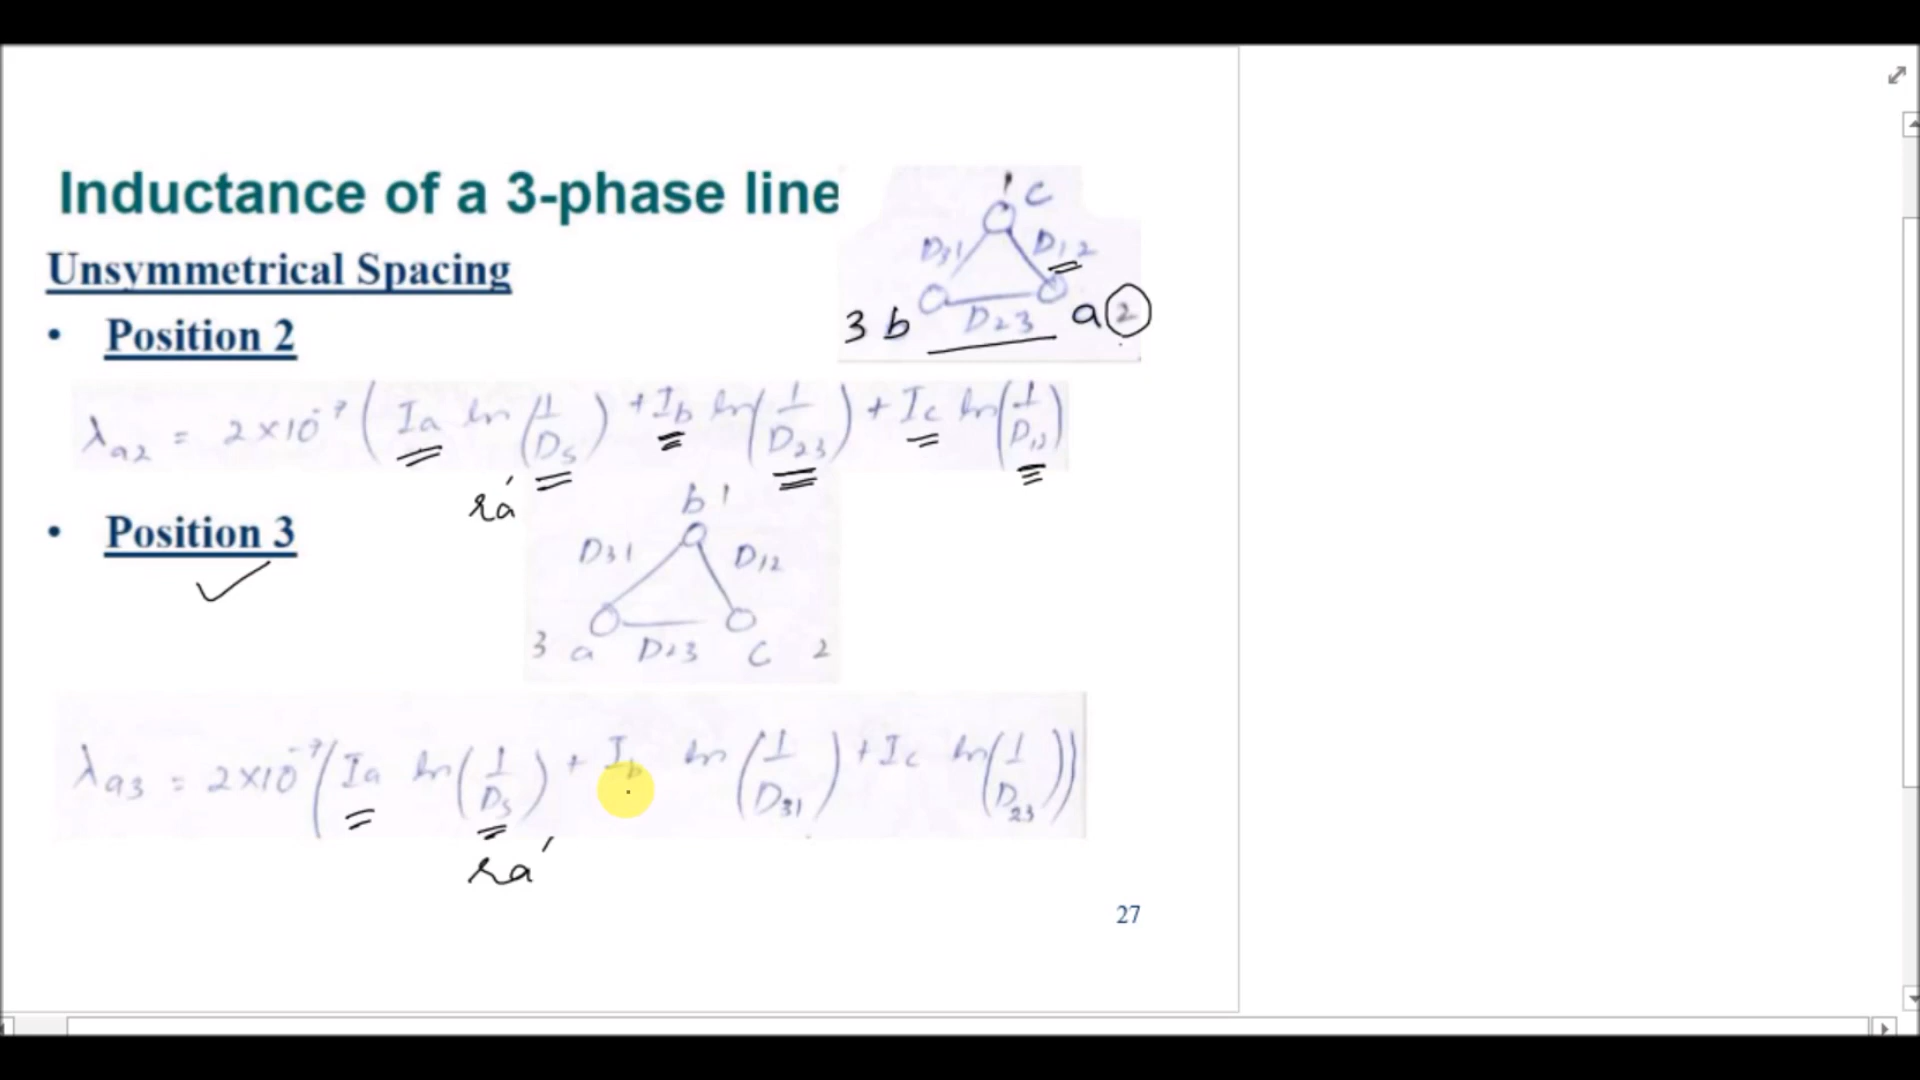 Inductance of a 3-phase line
1 c
D31 D12
3 b D23 a 2
Unsymmetrical Spacing
• Position 2
λa2 = 2×10⁻⁷ ( Ia ln (1/Ds) + Ib ln (1/D23) + Ic ln (1/D12)
ra′
• Position 3
b 1
D31 D12
3 a D23 c 2
λa3 = 2×10⁻⁷ ( Ia ln (1/Ds) + Ib ln (1/D31) + Ic ln (1/D23))
ra′
27